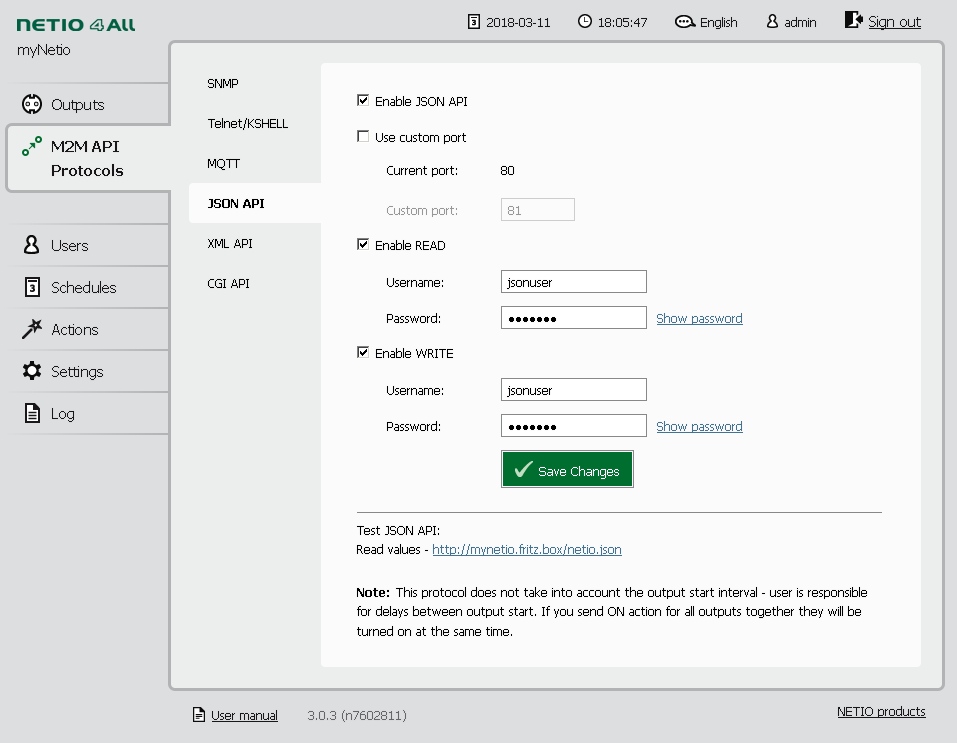 NETIO 4ALL
myNetio
3 2018-03-11 18:05:47 English admin Sign out
Outputs
M2M API
Protocols
Users
3 Schedules
Actions
Settings
Log
SNMP
Telnet/KSHELL
MQTT
JSON API
XML API
CGI API
Enable JSON API
Use custom port
Current port: 80
Custom port: 81
Enable READ
Username: jsonuser
Password: ●●●●●●● Show password
Enable WRITE
Username: jsonuser
Password: ●●●●●●● Show password
Save Changes
Test JSON API:
Read values - http://mynetio.fritz.box/netio.json
Note: This protocol does not take into account the output start interval - user is responsible
for delays between output start. If you send ON action for all outputs together they will be
turned on at the same time.
User manual 3.0.3 (n7602811) NETIO products